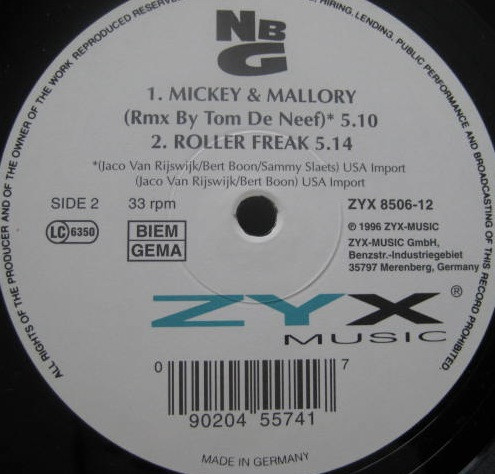 ALL RIGHTS OF THE PRODUCER AND OF THE OWNER OF THE WORK REPRODUCED RESERVED
HIRING, LENDING, PUBLIC PERFORMANCE AND BROADCASTING OF THIS RECORD PROHIBITED.
NB
G
1. MICKEY & MALLORY
(Rmx By Tom De Neef)* 5.10
2. ROLLER FREAK 5.14
*(Jaco Van Rijswijk/Bert Boon/Sammy Slaets) USA Import
(Jaco Van Rijswijk/Bert Boon) USA Import
SIDE 2 33 rpm ZYX 8506-12
LC 6350
BIEM
GEMA
℗ 1996 ZYX-MUSIC
ZYX-MUSIC GmbH,
Benzstr.-Industriegebiet
35797 Merenberg, Germany
ZYX ®
MUSIC
0 90204 55741 7
MADE IN GERMANY